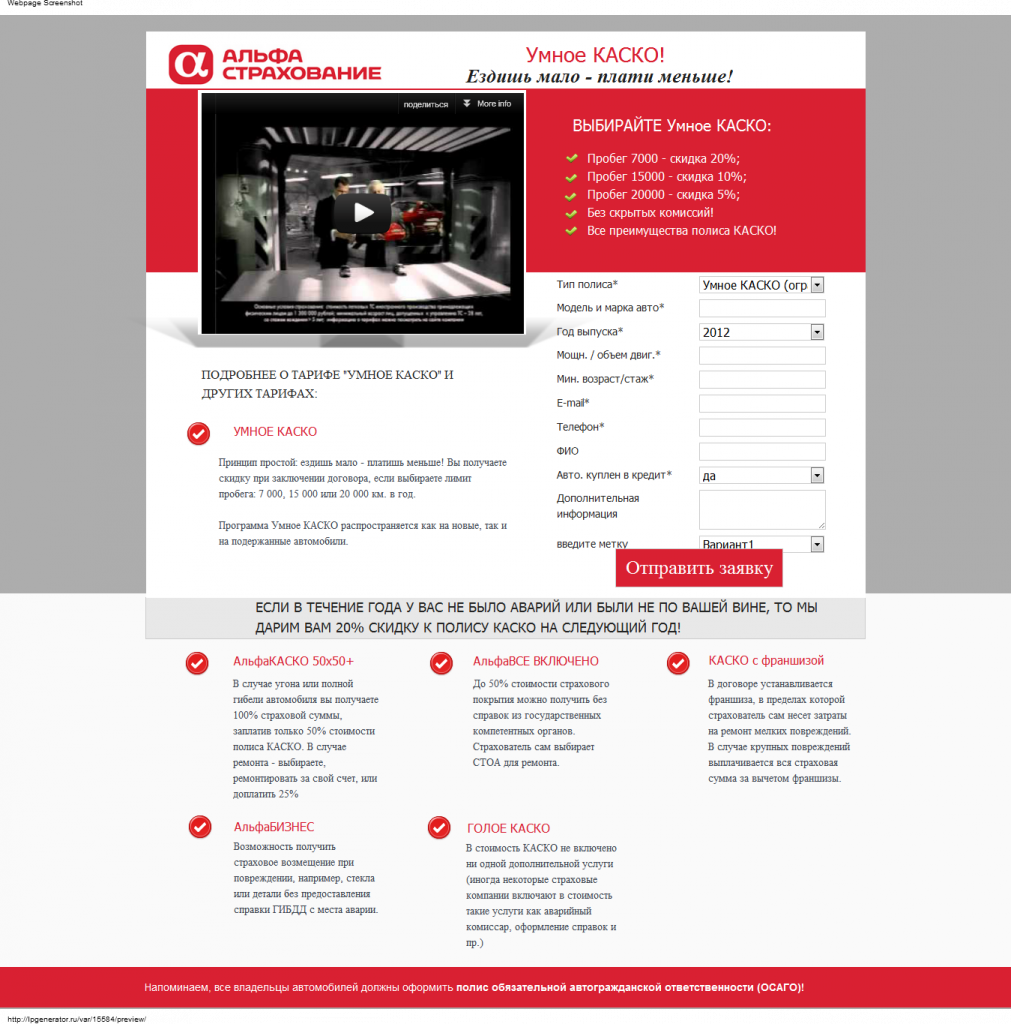 Webpage Screenshot
АЛЬФА
СТРАХОВАНИЕ
Умное КАСКО!
Ездишь мало - плати меньше!
поделиться
More info
ВЫБИРАЙТЕ Умное КАСКО:
Пробег 7000 - скидка 20%;
Пробег 15000 - скидка 10%;
Пробег 20000 - скидка 5%;
Без скрытых комиссий!
Все преимущества полиса КАСКО!
Тип полиса*
Умное КАСКО (огр
Модель и марка авто*
Год выпуска*
2012
Мощн. / объем двиг.*
Мин. возраст/стаж*
E-mail*
Телефон*
ФИО
Авто. куплен в кредит*
да
Дополнительная
информация
введите метку
Вариант1
Отправить заявку
ПОДРОБНЕЕ О ТАРИФЕ "УМНОЕ КАСКО" И
ДРУГИХ ТАРИФАХ:
УМНОЕ КАСКО
Принцип простой: ездишь мало - платишь меньше! Вы получаете
скидку при заключении договора, если выбираете лимит
пробега: 7 000, 15 000 или 20 000 км. в год.
Программа Умное КАСКО распространяется как на новые, так и
на подержанные автомобили.
ЕСЛИ В ТЕЧЕНИЕ ГОДА У ВАС НЕ БЫЛО АВАРИЙ ИЛИ БЫЛИ НЕ ПО ВАШЕЙ ВИНЕ, ТО МЫ
ДАРИМ ВАМ 20% СКИДКУ К ПОЛИСУ КАСКО НА СЛЕДУЮЩИЙ ГОД!
АльфаКАСКО 50х50+
В случае угона или полной
гибели автомобиля вы получаете
100% страховой суммы,
заплатив только 50% стоимости
полиса КАСКО. В случае
ремонта - выбираете,
ремонтировать за свой счет, или
доплатить 25%
АльфаВСЕ ВКЛЮЧЕНО
До 50% стоимости страхового
покрытия можно получить без
справок из государственных
компетентных органов.
Страхователь сам выбирает
СТОА для ремонта.
КАСКО с франшизой
В договоре устанавливается
франшиза, в пределах которой
страхователь сам несет затраты
на ремонт мелких повреждений.
В случае крупных повреждений
выплачивается вся страховая
сумма за вычетом франшизы.
АльфаБИЗНЕС
Возможность получить
страховое возмещение при
повреждении, например, стекла
или детали без предоставления
справки ГИБДД с места аварии.
ГОЛОЕ КАСКО
В стоимость КАСКО не включено
ни одной дополнительной услуги
(иногда некоторые страховые
компании включают в стоимость
такие услуги как аварийный
комиссар, оформление справок и
пр.)
Напоминаем, все владельцы автомобилей должны оформить полис обязательной автогражданской ответственности (ОСАГО)!
http://lpgenerator.ru/var/15584/preview/